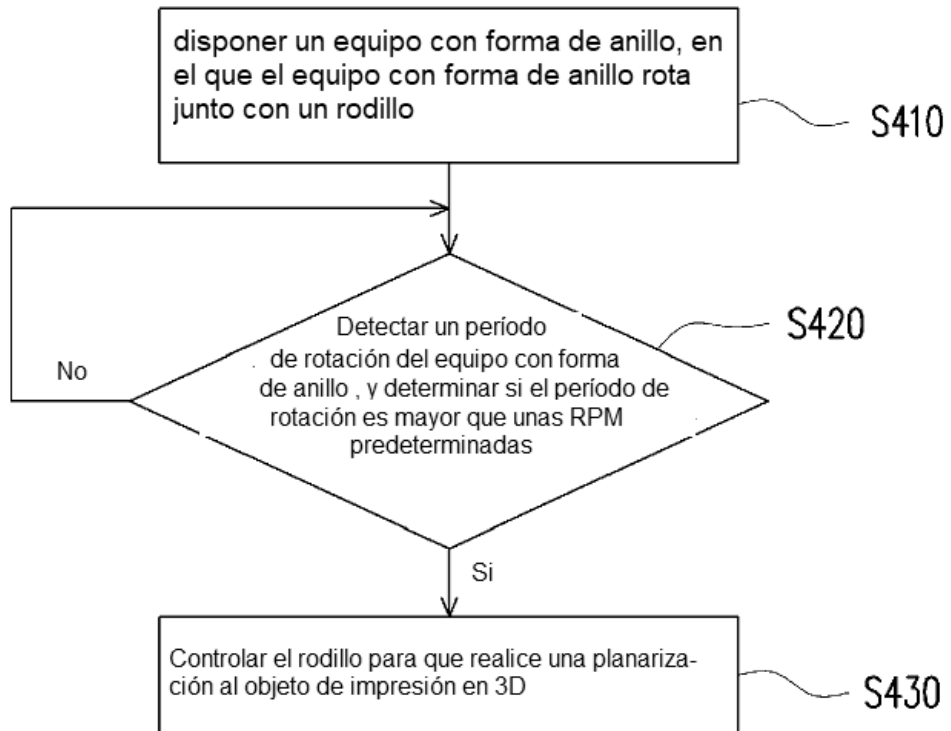 disponer un equipo con forma de anillo, en
el que el equipo con forma de anillo rota
junto con un rodillo
S410
Detectar un período
de rotación del equipo con forma
de anillo , y determinar si el período de
rotación es mayor que unas RPM
predeterminadas
S420
No
Si
Controlar el rodillo para que realice una planariza-
ción al objeto de impresión en 3D
S430